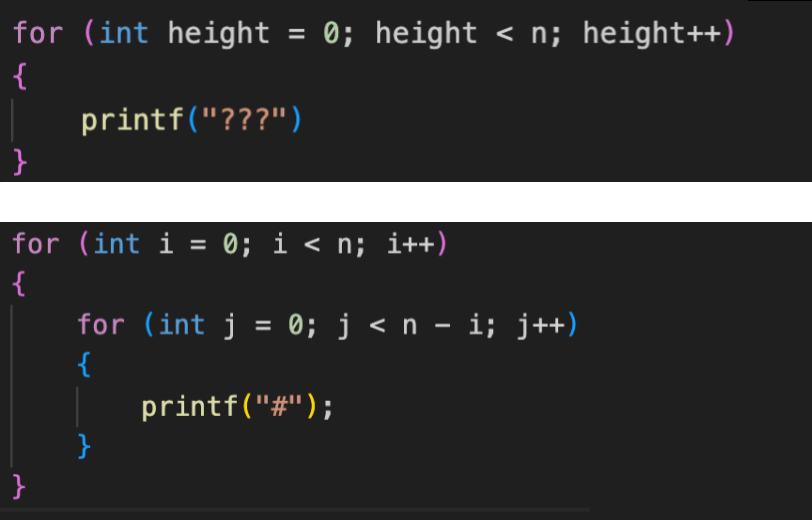 for (int height = 0; height < n; height++)
{
    printf("???")
}
for (int i = 0; i < n; i++)
{
    for (int j = 0; j < n - i; j++)
    {
        printf("#");
    }
}